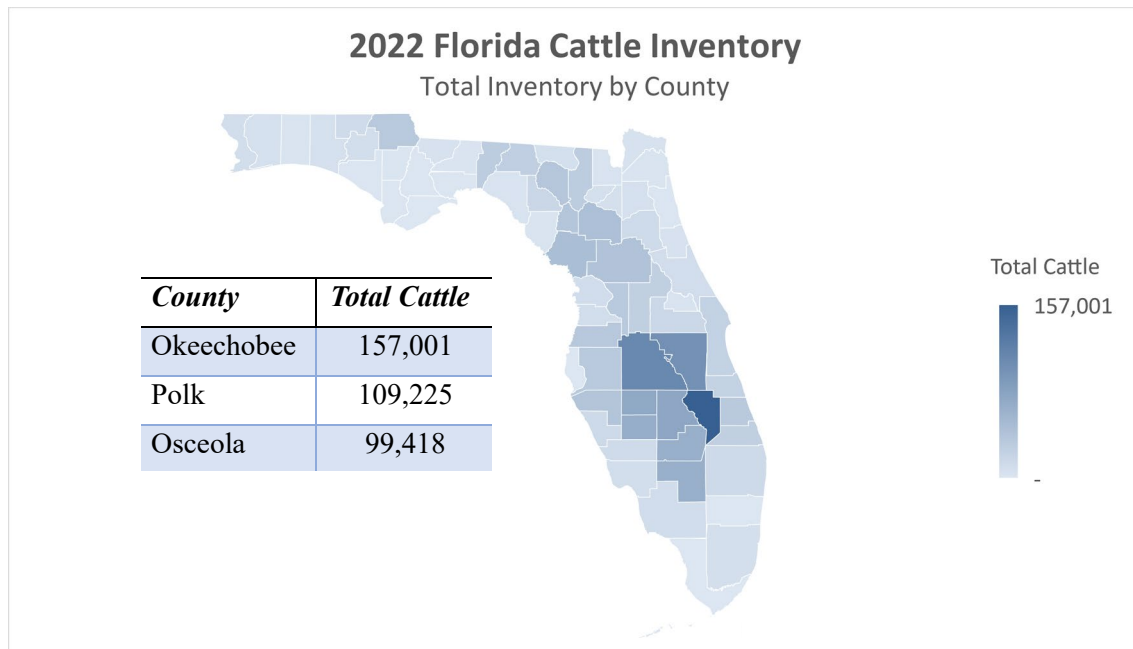 2022 Florida Cattle Inventory
Total Inventory by County
County Total Cattle
Okeechobee 157,001
Polk 109,225
Osceola 99,418
Total Cattle
157,001
-